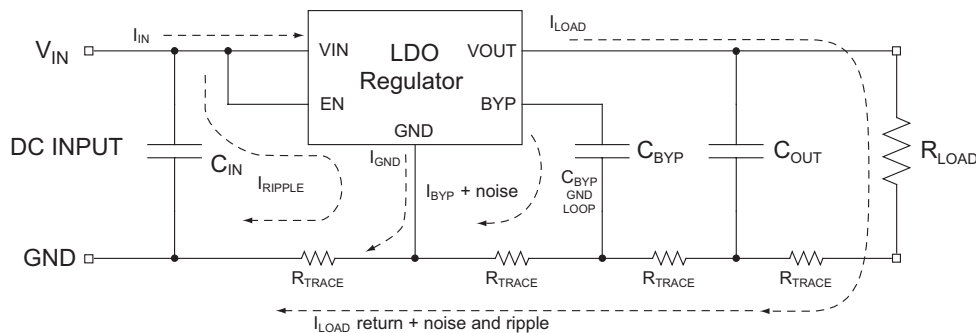 I_IN
I_LOAD
V_IN
VIN
LDO
Regulator
VOUT
EN
BYP
GND
DC INPUT
C_IN
I_GND
I_RIPPLE
I_BYP + noise
C_BYP
GND
LOOP
C_BYP
C_OUT
R_LOAD
GND
R_TRACE
R_TRACE
R_TRACE
R_TRACE
I_LOAD return + noise and ripple